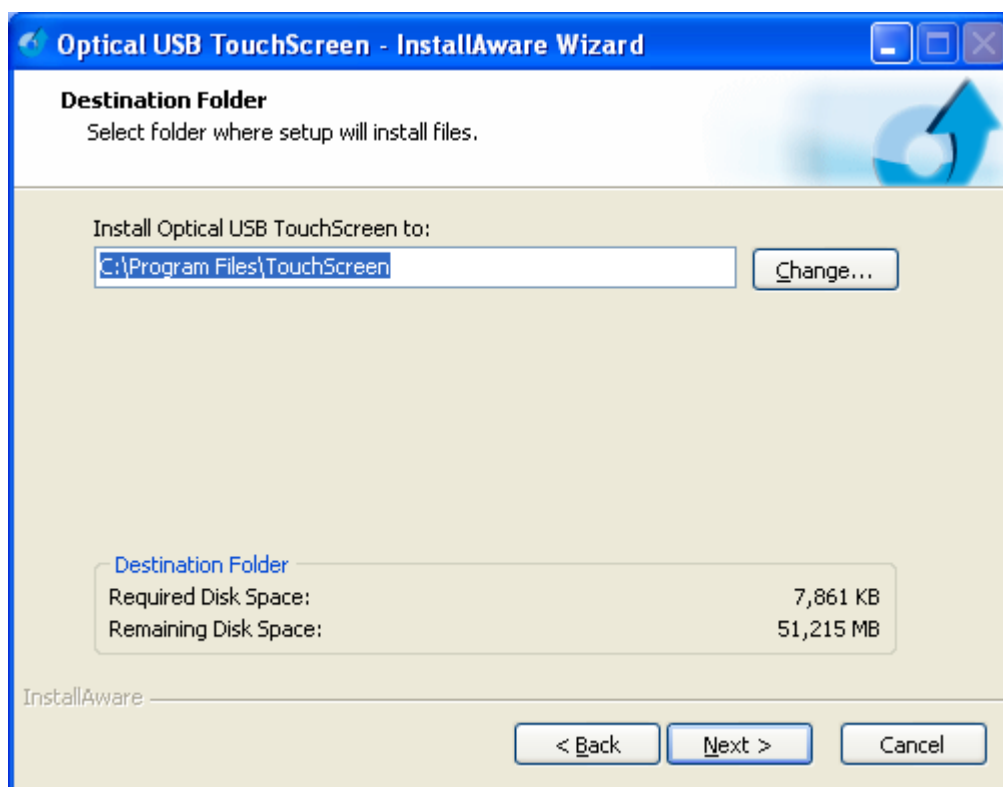 Optical USB TouchScreen - InstallAware Wizard
Destination Folder
Select folder where setup will install files.
Install Optical USB TouchScreen to:
C:\Program Files\TouchScreen
Change...
Destination Folder
Required Disk Space: 7,861 KB
Remaining Disk Space: 51,215 MB
InstallAware
< Back Next > Cancel